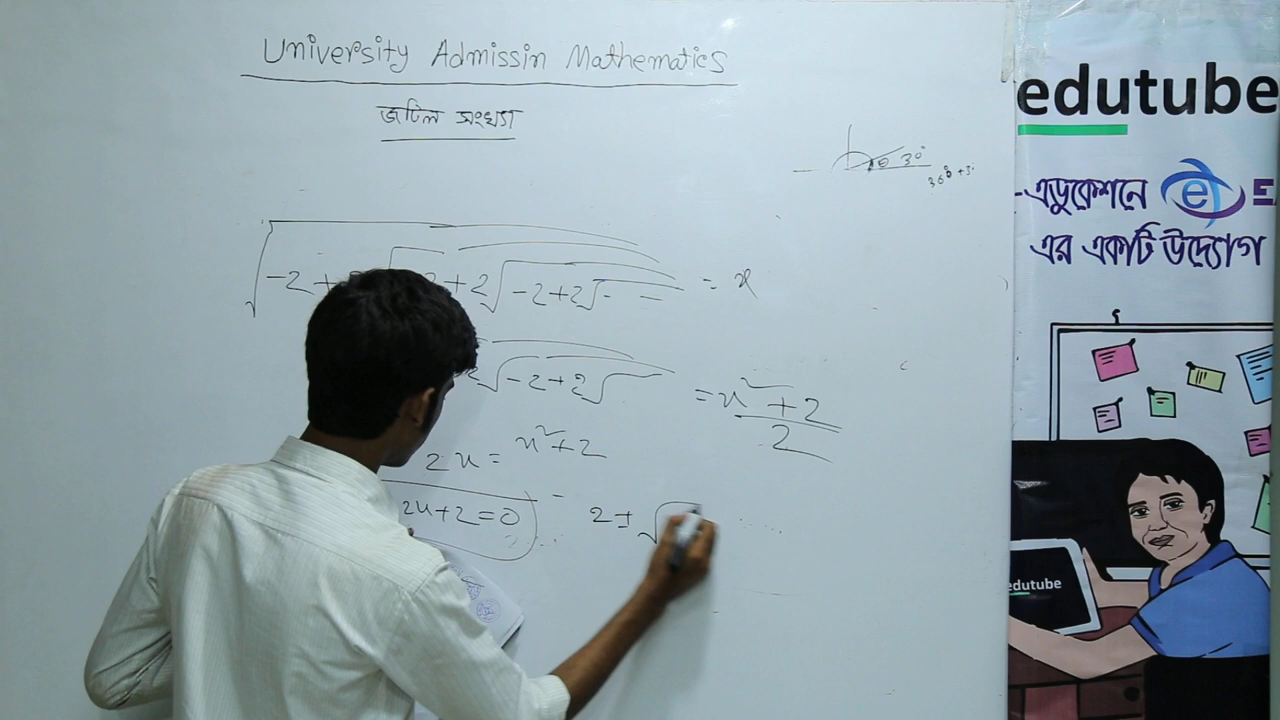 University Admissin Mathematics
জটিল সংখ্যা
θ 30°
-2 + 2 + 2√-2+2√- - - = x
√-2+2√ = x²+2 / 2
2x = x²+2
2x+2=0
2 ± √
edutube
-এডুকেশনে e E
এর একটি উদ্যোগ
edutube